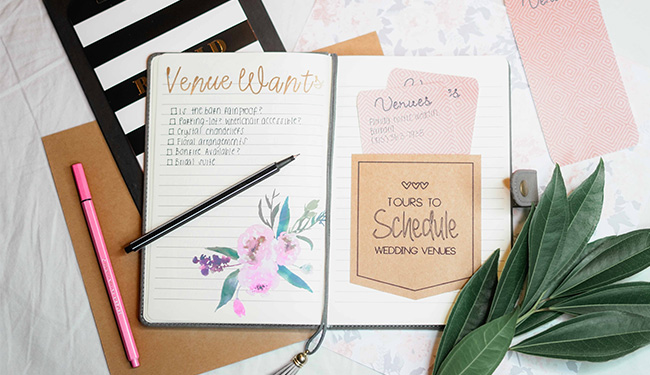 Venue Wants
Is the barn rainproof?
Parking-lot wheelchair accessible?
Crystal chandeliers
Floral arrangements
Bonfire Available?
Bridal suite
Venues 's
TOURS TO
Schedule
WEDDING VENUES